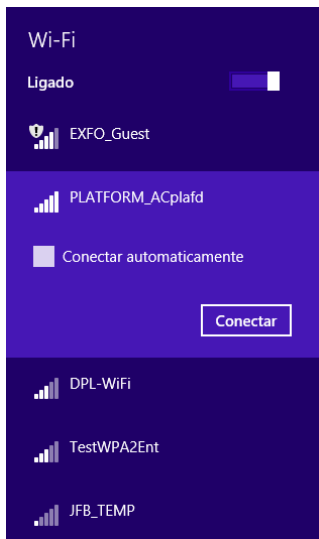 Wi-Fi
Ligado
EXFO_Guest
PLATFORM_ACplafd
Conectar automaticamente
Conectar
DPL-WiFi
TestWPA2Ent
JFB_TEMP